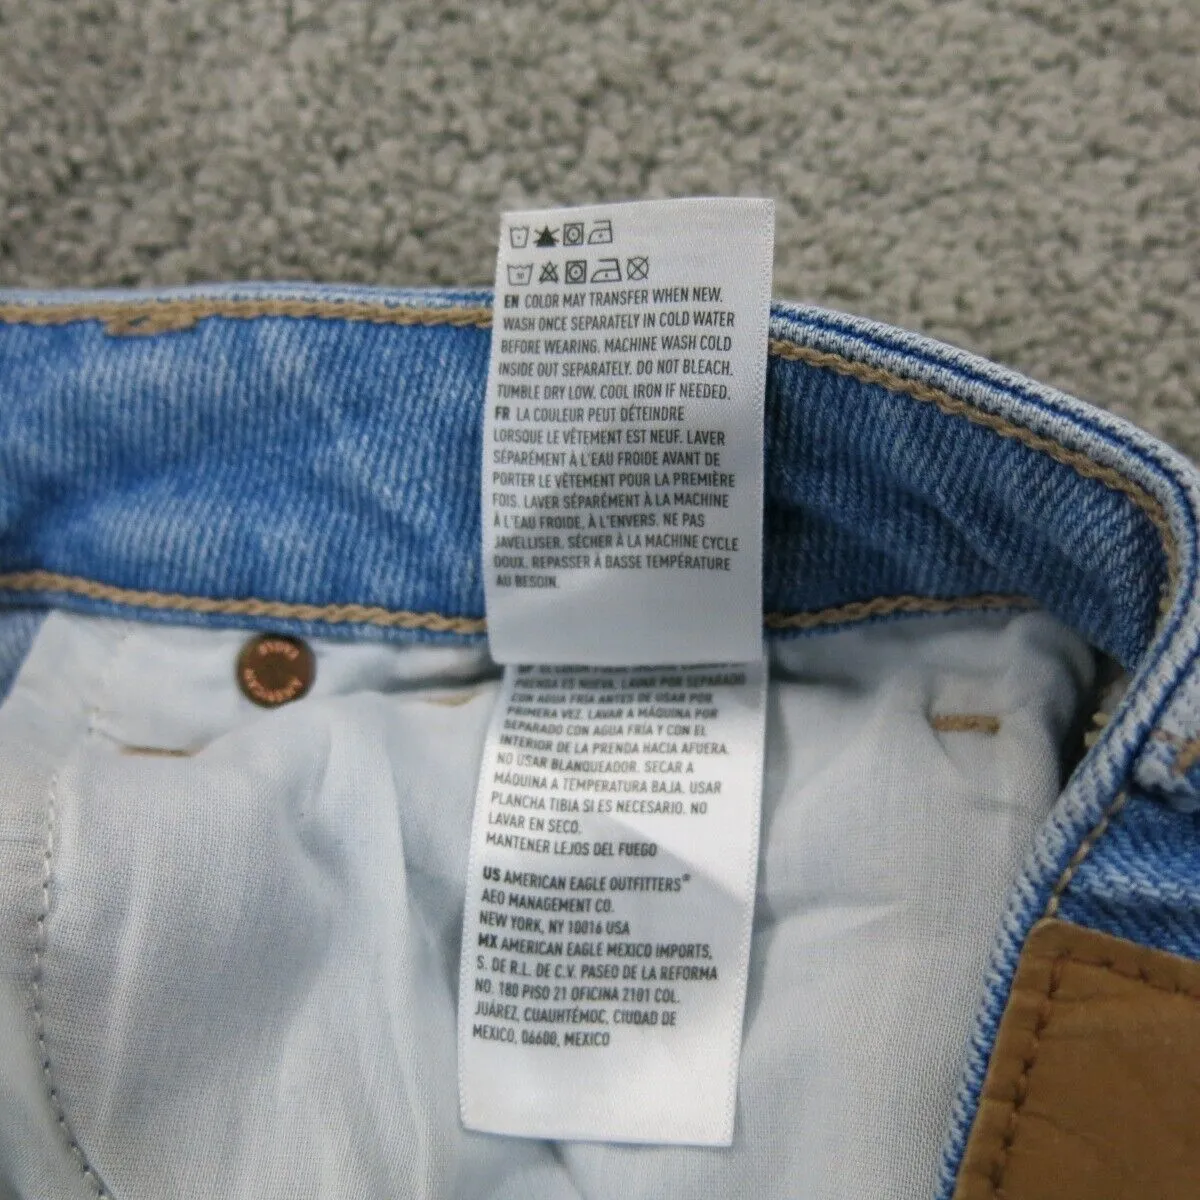 EN COLOR MAY TRANSFER WHEN NEW.
WASH ONCE SEPARATELY IN COLD WATER
BEFORE WEARING. MACHINE WASH COLD
INSIDE OUT SEPARATELY. DO NOT BLEACH.
TUMBLE DRY LOW. COOL IRON IF NEEDED.
FR LA COULEUR PEUT DÉTEINDRE
LORSQUE LE VÊTEMENT EST NEUF. LAVER
SÉPARÉMENT À L'EAU FROIDE AVANT DE
PORTER LE VÊTEMENT POUR LA PREMIÈRE
FOIS. LAVER SÉPARÉMENT À LA MACHINE
À L'EAU FROIDE, À L'ENVERS. NE PAS
JAVELLISER. SÉCHER À LA MACHINE CYCLE
DOUX. REPASSER À BASSE TEMPÉRATURE
AU BESOIN.
PRENDA ES NUEVA. LAVAR POR SEPARADO
CON AGUA FRÍA ANTES DE USAR POR
PRIMERA VEZ. LAVAR A MÁQUINA POR
SEPARADO CON AGUA FRÍA Y CON EL
INTERIOR DE LA PRENDA HACIA AFUERA.
NO USAR BLANQUEADOR. SECAR A
MÁQUINA A TEMPERATURA BAJA. USAR
PLANCHA TIBIA SI ES NECESARIO. NO
LAVAR EN SECO.
MANTENER LEJOS DEL FUEGO
US AMERICAN EAGLE OUTFITTERS®
AEO MANAGEMENT CO.
NEW YORK, NY 10016 USA
MX AMERICAN EAGLE MEXICO IMPORTS,
S. DE R.L. DE C.V. PASEO DE LA REFORMA
NO. 180 PISO 21 OFICINA 2101 COL.
JUÁREZ, CUAUHTÉMOC, CIUDAD DE
MEXICO, 06600, MEXICO